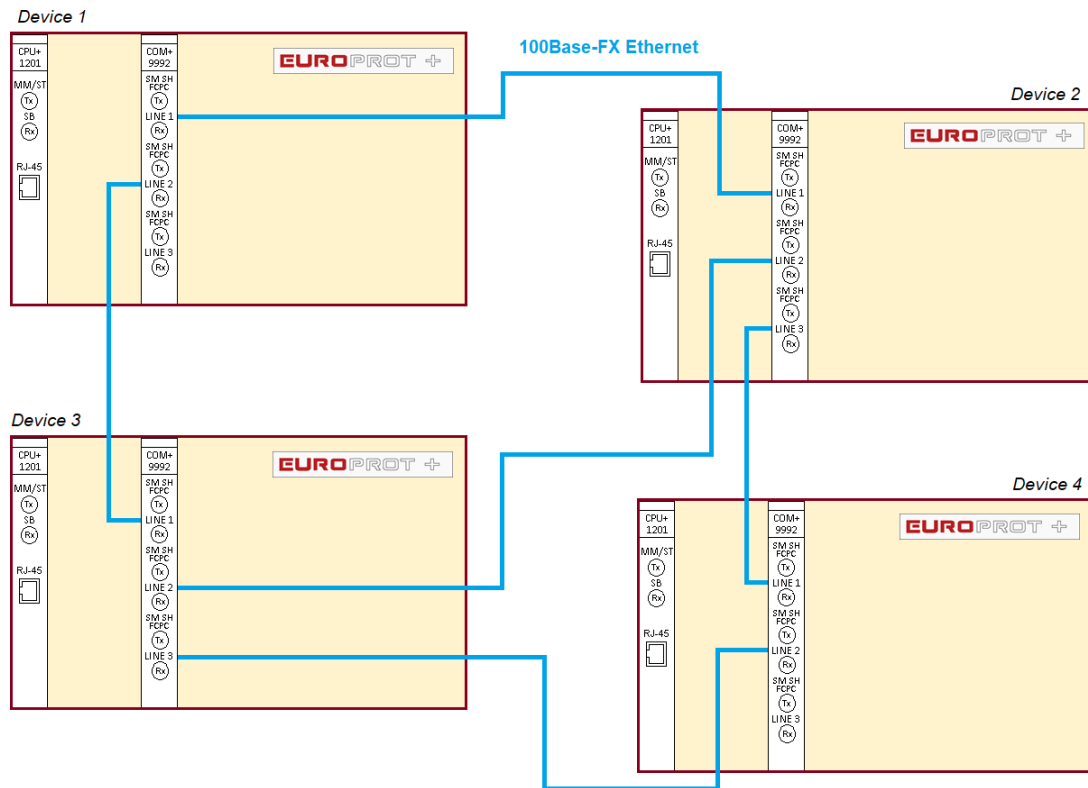 Device 1
CPU+
1201
MM/ST
Tx
SB
Rx
RJ-45
COM+
9992
SM SH
FCPC
Tx
LINE 1
Rx
SM SH
FCPC
Tx
LINE 2
Rx
SM SH
FCPC
Tx
LINE 3
Rx
EUROPROT +
100Base-FX Ethernet
Device 2
CPU+
1201
MM/ST
Tx
SB
Rx
RJ-45
COM+
9992
SM SH
FCPC
Tx
LINE 1
Rx
SM SH
FCPC
Tx
LINE 2
Rx
SM SH
FCPC
Tx
LINE 3
Rx
EUROPROT +
Device 3
CPU+
1201
MM/ST
Tx
SB
Rx
RJ-45
COM+
9992
SM SH
FCPC
Tx
LINE 1
Rx
SM SH
FCPC
Tx
LINE 2
Rx
SM SH
FCPC
Tx
LINE 3
Rx
EUROPROT +
Device 4
CPU+
1201
MM/ST
Tx
SB
Rx
RJ-45
COM+
9992
SM SH
FCPC
Tx
LINE 1
Rx
SM SH
FCPC
Tx
LINE 2
Rx
SM SH
FCPC
Tx
LINE 3
Rx
EUROPROT +